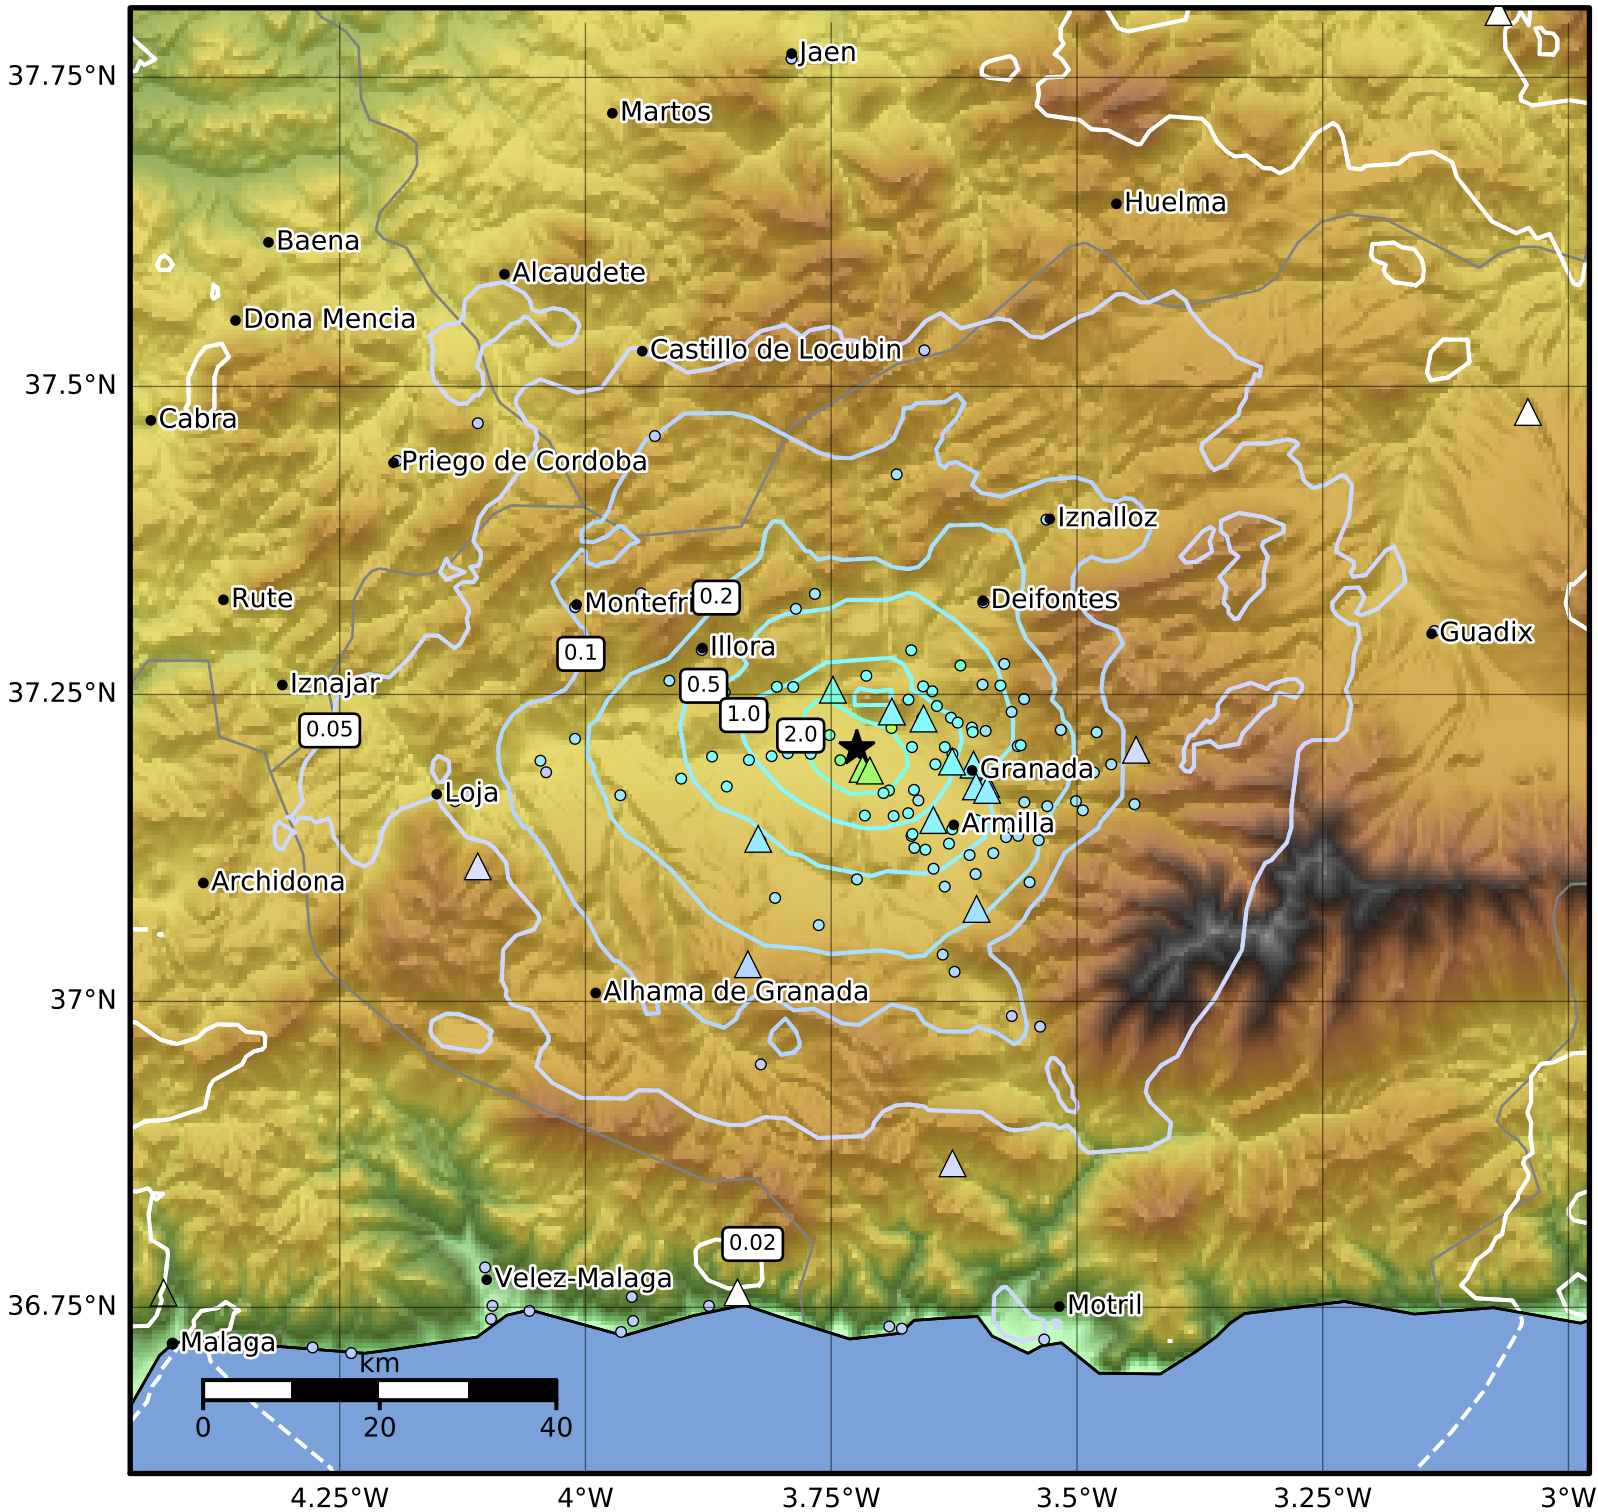 Jaen
37.75°N
Martos
Huelma
Baena
Alcaudete
Dona Mencia
Castillo de Locubin
37.5°N
Cabra
Priego de Cordoba
Iznalloz
Rute
Montefri
0.2
Deifontes
Guadix
0.1
Illora
Iznajar
0.5
37.25°N
1.0
0.05
2.0
Granada
Loja
Armilla
Archidona
Alhama de Granada
37°N
0.02
Velez-Malaga
36.75°N
Motril
Malaga
km
0 20 40
4.25°W 4°W 3.75°W 3.5°W 3.25°W 3°W